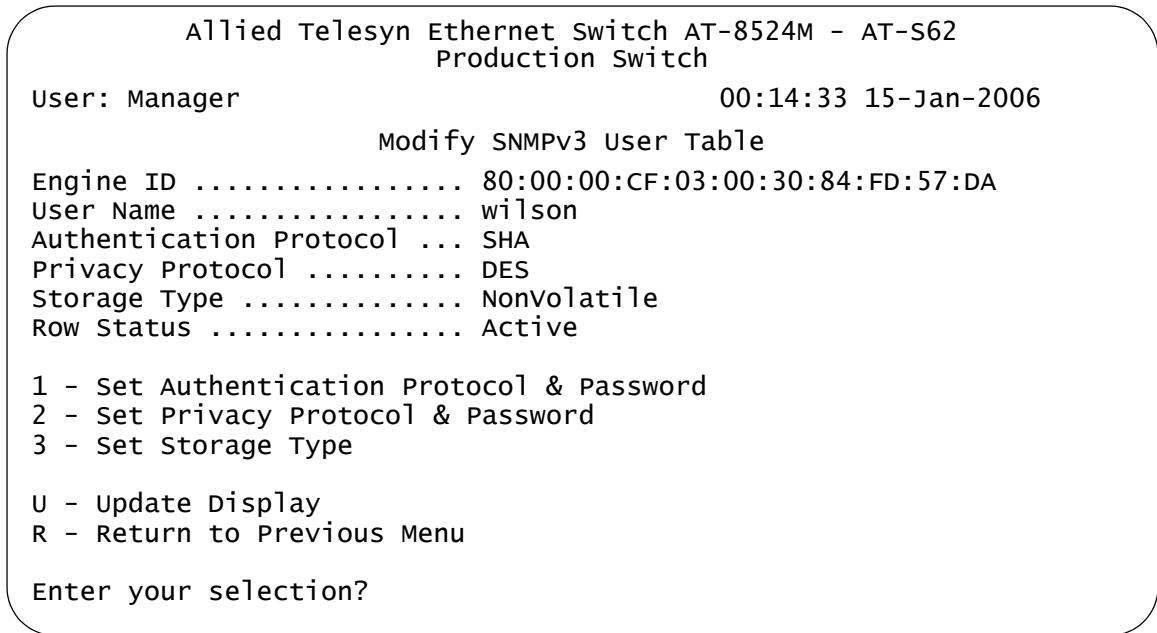 Allied Telesyn Ethernet Switch AT-8524M - AT-S62
Production Switch
User: Manager 00:14:33 15-Jan-2006
Modify SNMPv3 User Table
Engine ID ................. 80:00:00:CF:03:00:30:84:FD:57:DA
User Name ................. wilson
Authentication Protocol ... SHA
Privacy Protocol .......... DES
Storage Type .............. NonVolatile
Row Status ................ Active
1 - Set Authentication Protocol & Password
2 - Set Privacy Protocol & Password
3 - Set Storage Type
U - Update Display
R - Return to Previous Menu
Enter your selection?